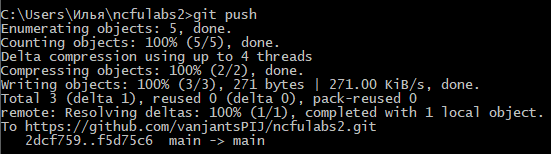 C:\Users\Илья\ncfulabs2>git push
Enumerating objects: 5, done.
Counting objects: 100% (5/5), done.
Delta compression using up to 4 threads
Compressing objects: 100% (2/2), done.
Writing objects: 100% (3/3), 271 bytes | 271.00 KiB/s, done.
Total 3 (delta 1), reused 0 (delta 0), pack-reused 0
remote: Resolving deltas: 100% (1/1), completed with 1 local object.
To https://github.com/vanjantsPIJ/ncfulabs2.git
   2dcf759..f5d75c6  main -> main